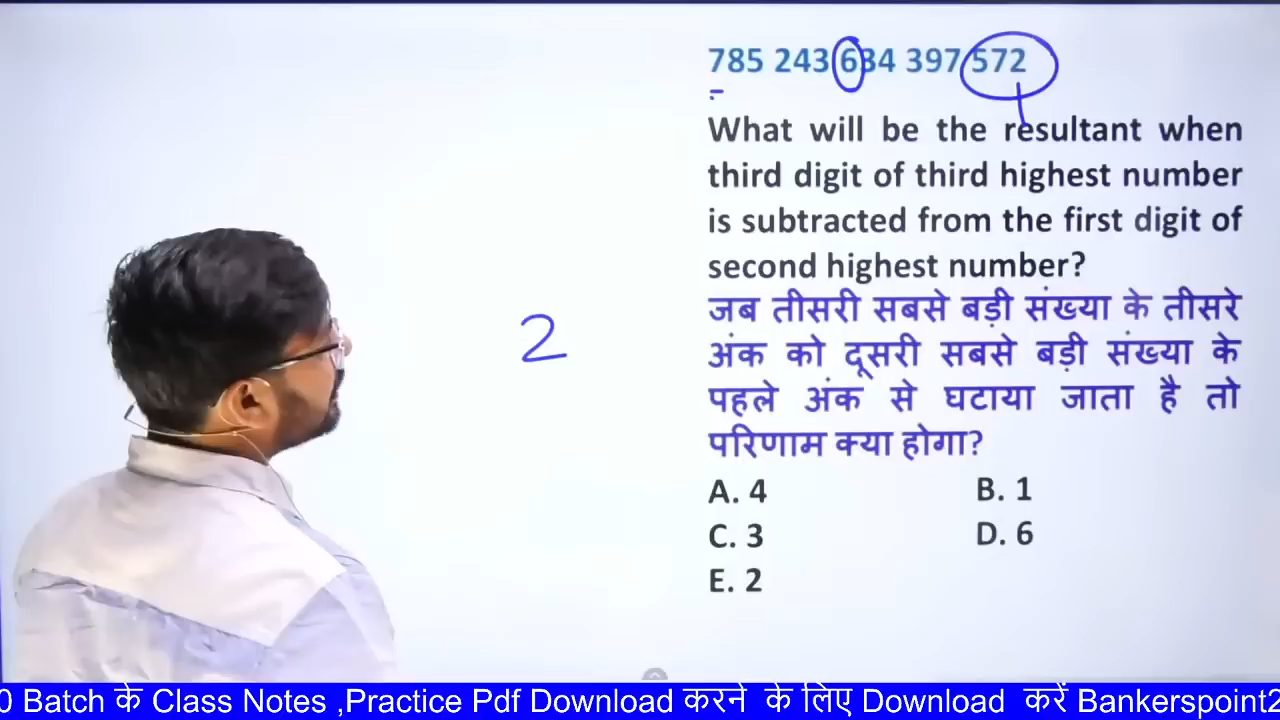 785 243 634 397 572
What will be the resultant when
third digit of third highest number
is subtracted from the first digit of
second highest number?
जब तीसरी सबसे बड़ी संख्या के तीसरे
अंक को दूसरी सबसे बड़ी संख्या के
पहले अंक से घटाया जाता है तो
परिणाम क्या होगा?
2
A. 4 B. 1
C. 3 D. 6
E. 2
0 Batch के Class Notes ,Practice Pdf Download करने के लिए Download करें Bankerspoint2